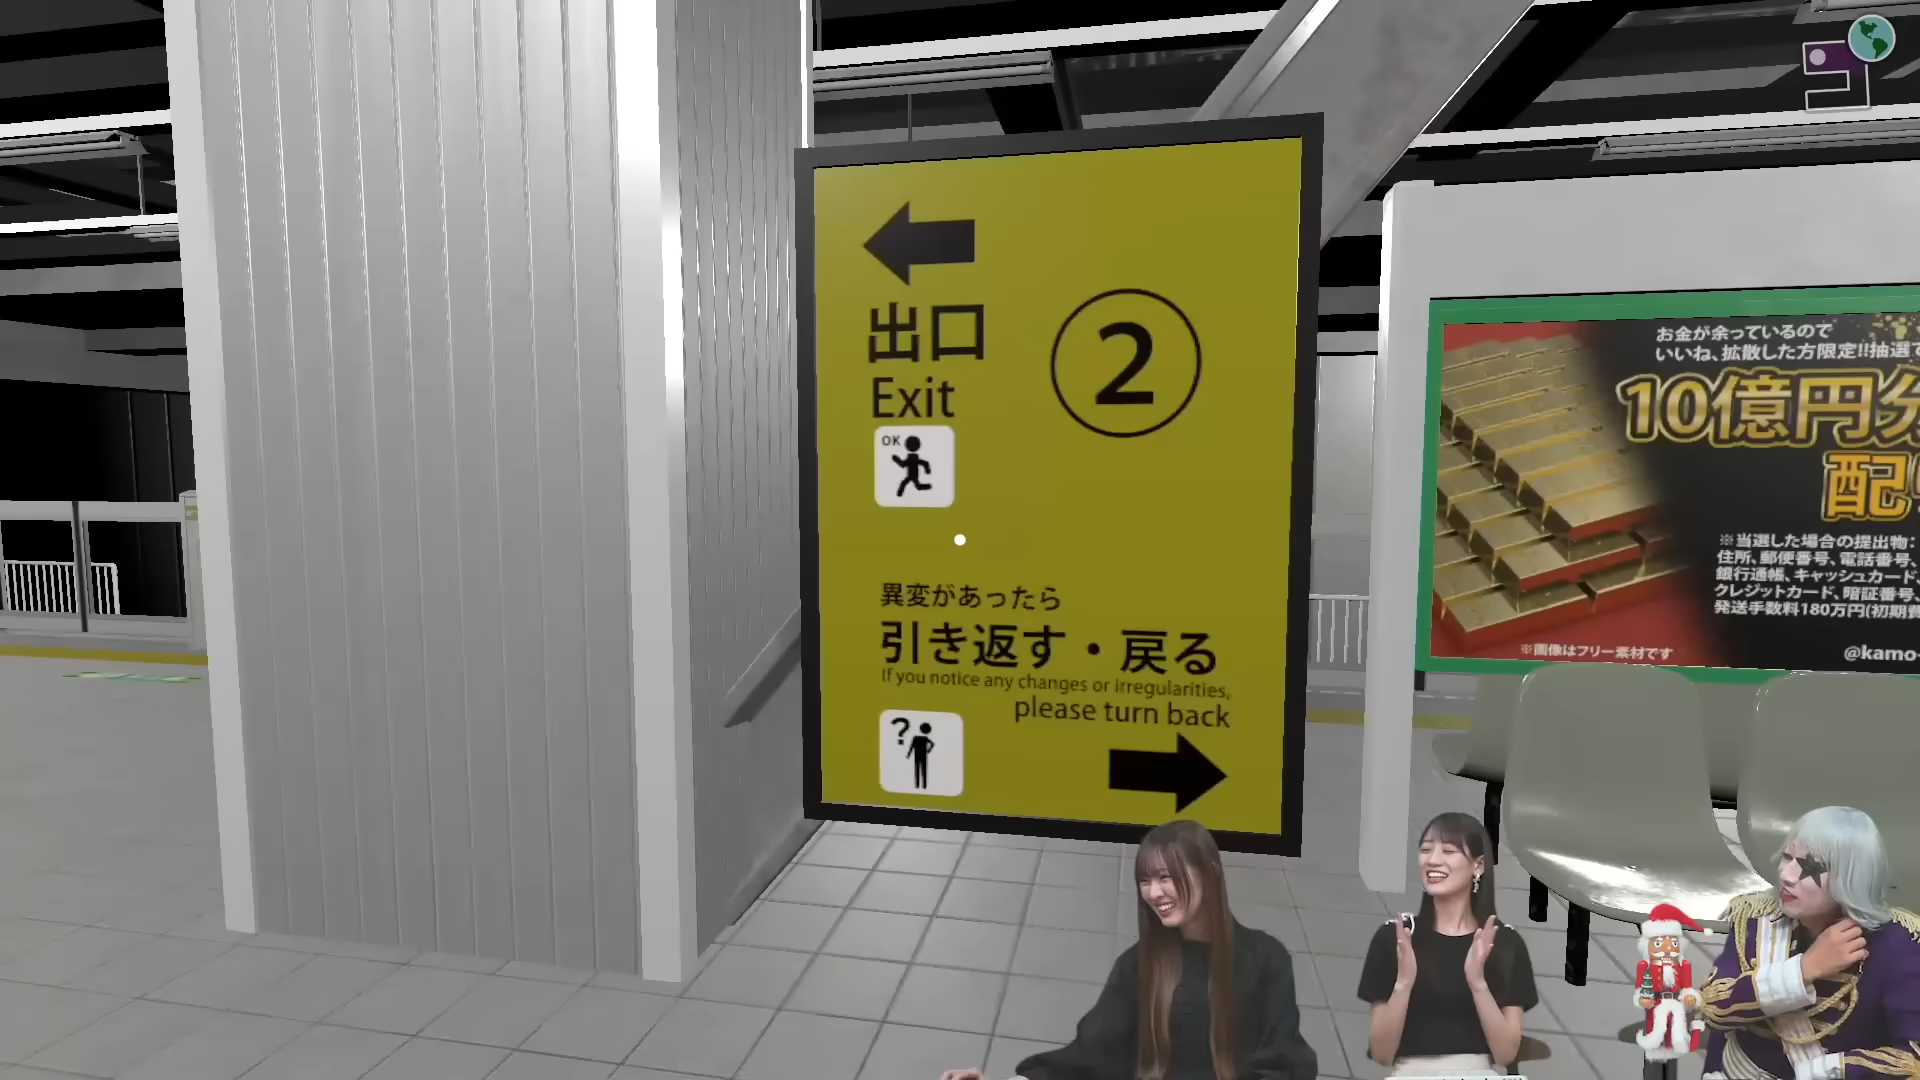 出口
Exit
2
OK
異変があったら
引き返す・戻る
If you notice any changes or irregularities,
please turn back
?
お金が余っているので
いいね、拡散した方限定!!抽選で
10億円分
配り
※当選した場合の提出物:
住所、郵便番号、電話番号、
銀行通帳、キャッシュカード、
クレジットカード、暗証番号、
発送手数料180万円(初期費
※画像はフリー素材です
@kamo-